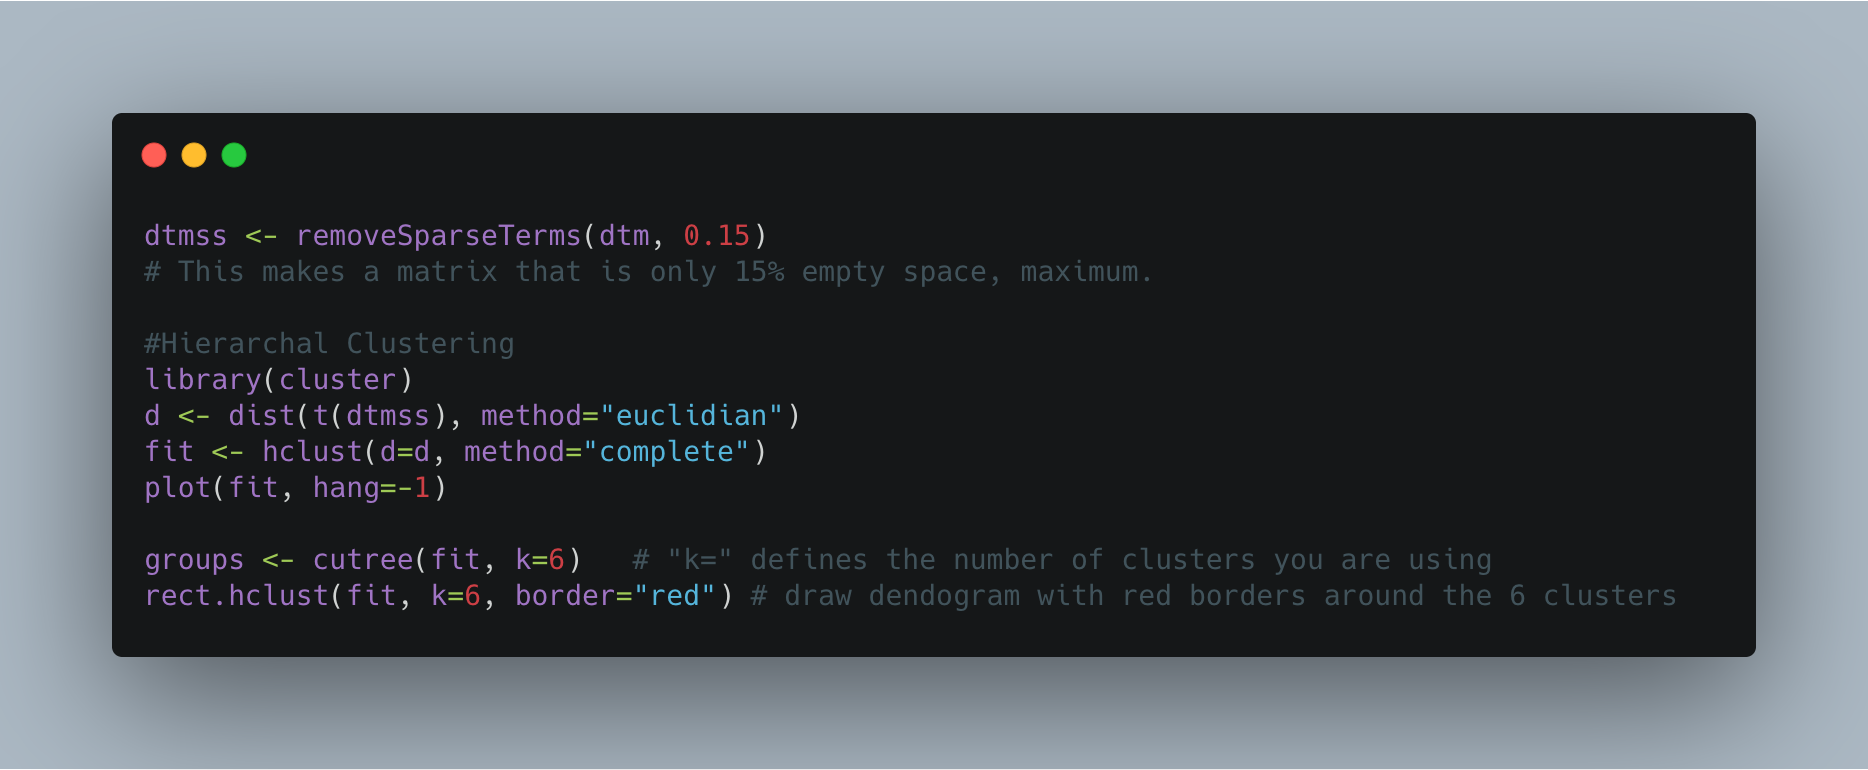 dtmss <- removeSparseTerms(dtm, 0.15)
# This makes a matrix that is only 15% empty space, maximum.
#Hierarchal Clustering
library(cluster)
d <- dist(t(dtmss), method="euclidian")
fit <- hclust(d=d, method="complete")
plot(fit, hang=-1)
groups <- cutree(fit, k=6)   # "k=" defines the number of clusters you are using
rect.hclust(fit, k=6, border="red") # draw dendogram with red borders around the 6 clusters